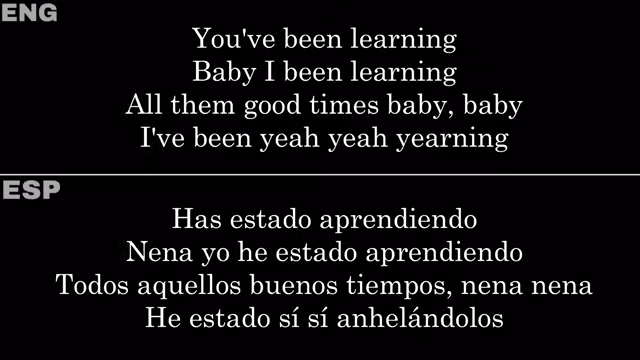 ENG
You've been learning
Baby I been learning
All them good times baby, baby
I've been yeah yeah yearning
ESP
Has estado aprendiendo
Nena yo he estado aprendiendo
Todos aquellos buenos tiempos, nena nena
He estado sí sí anhelándolos